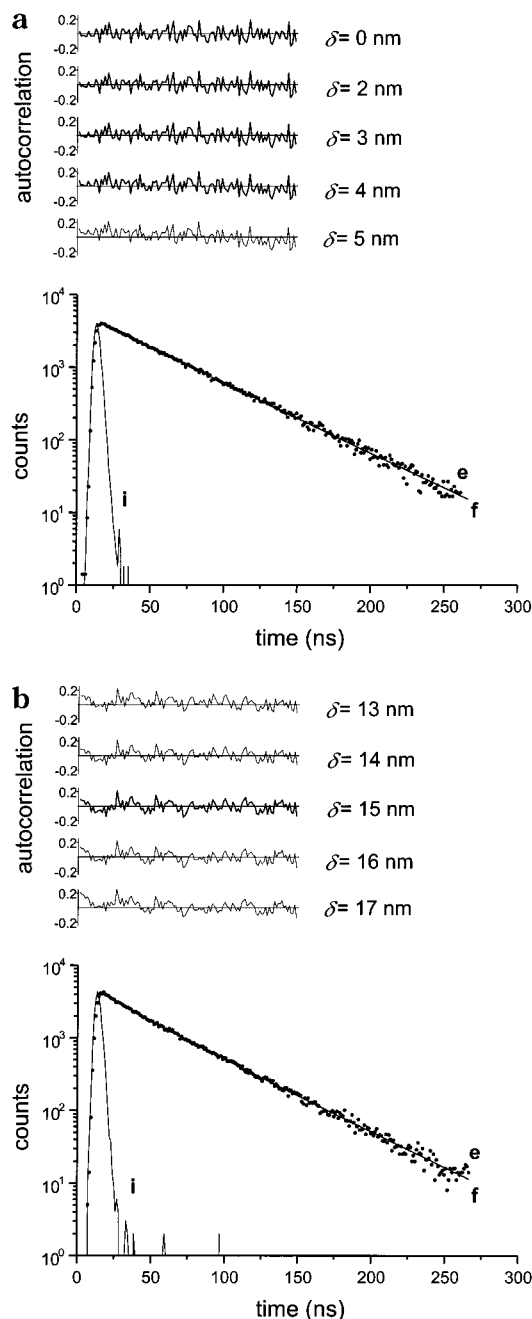 a
autocorrelation
0.2
-0.2
δ= 0 nm
0.2
-0.2
δ= 2 nm
0.2
-0.2
δ= 3 nm
0.2
-0.2
δ= 4 nm
0.2
-0.2
δ= 5 nm
counts
10⁴
10³
10²
10¹
10⁰
i
e
f
0 50 100 150 200 250 300
time (ns)
b
autocorrelation
0.2
-0.2
δ= 13 nm
0.2
-0.2
δ= 14 nm
0.2
-0.2
δ= 15 nm
0.2
-0.2
δ= 16 nm
0.2
-0.2
δ= 17 nm
counts
10⁴
10³
10²
10¹
10⁰
i
e
f
0 50 100 150 200 250 300
time (ns)